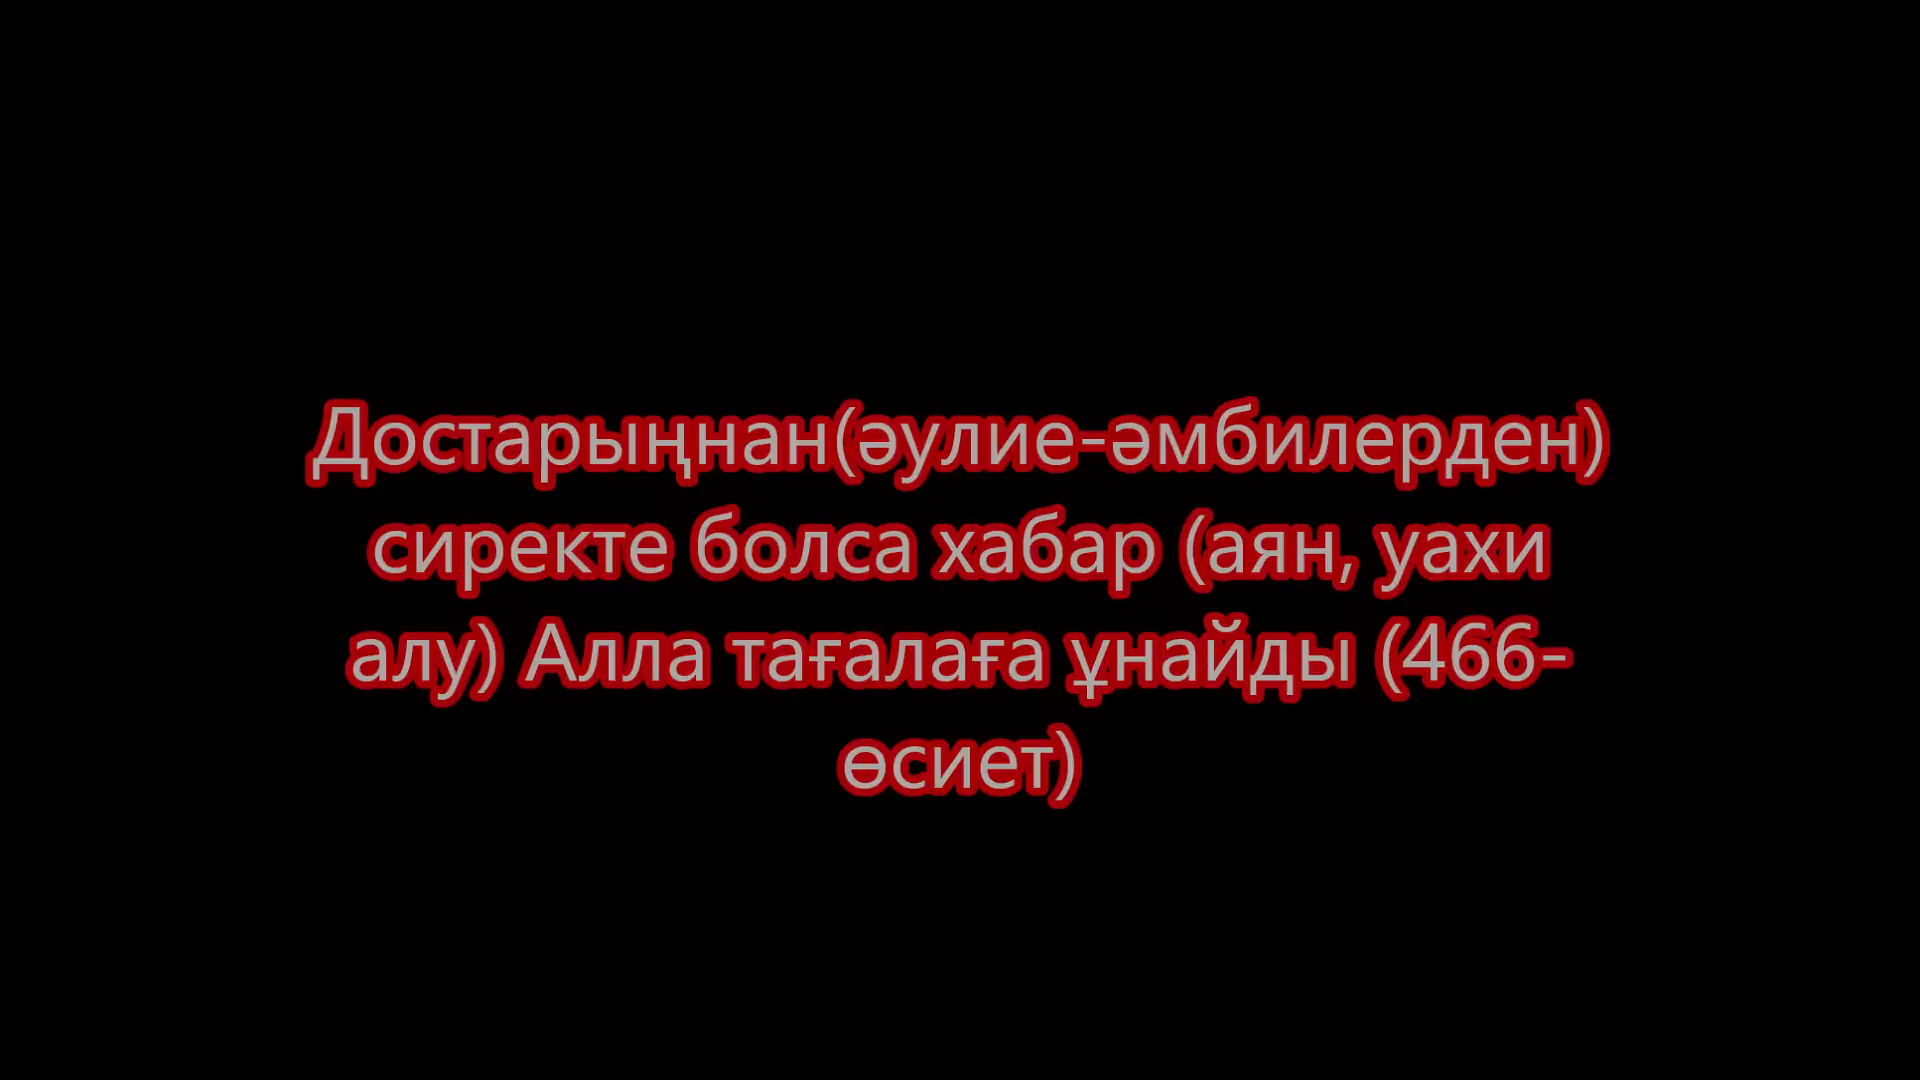 Достарыңнан(әулие-әмбилерден)
сиректе болса хабар (аян, уахи
алу) Алла тағалаға ұнайды (466-
өсиет)